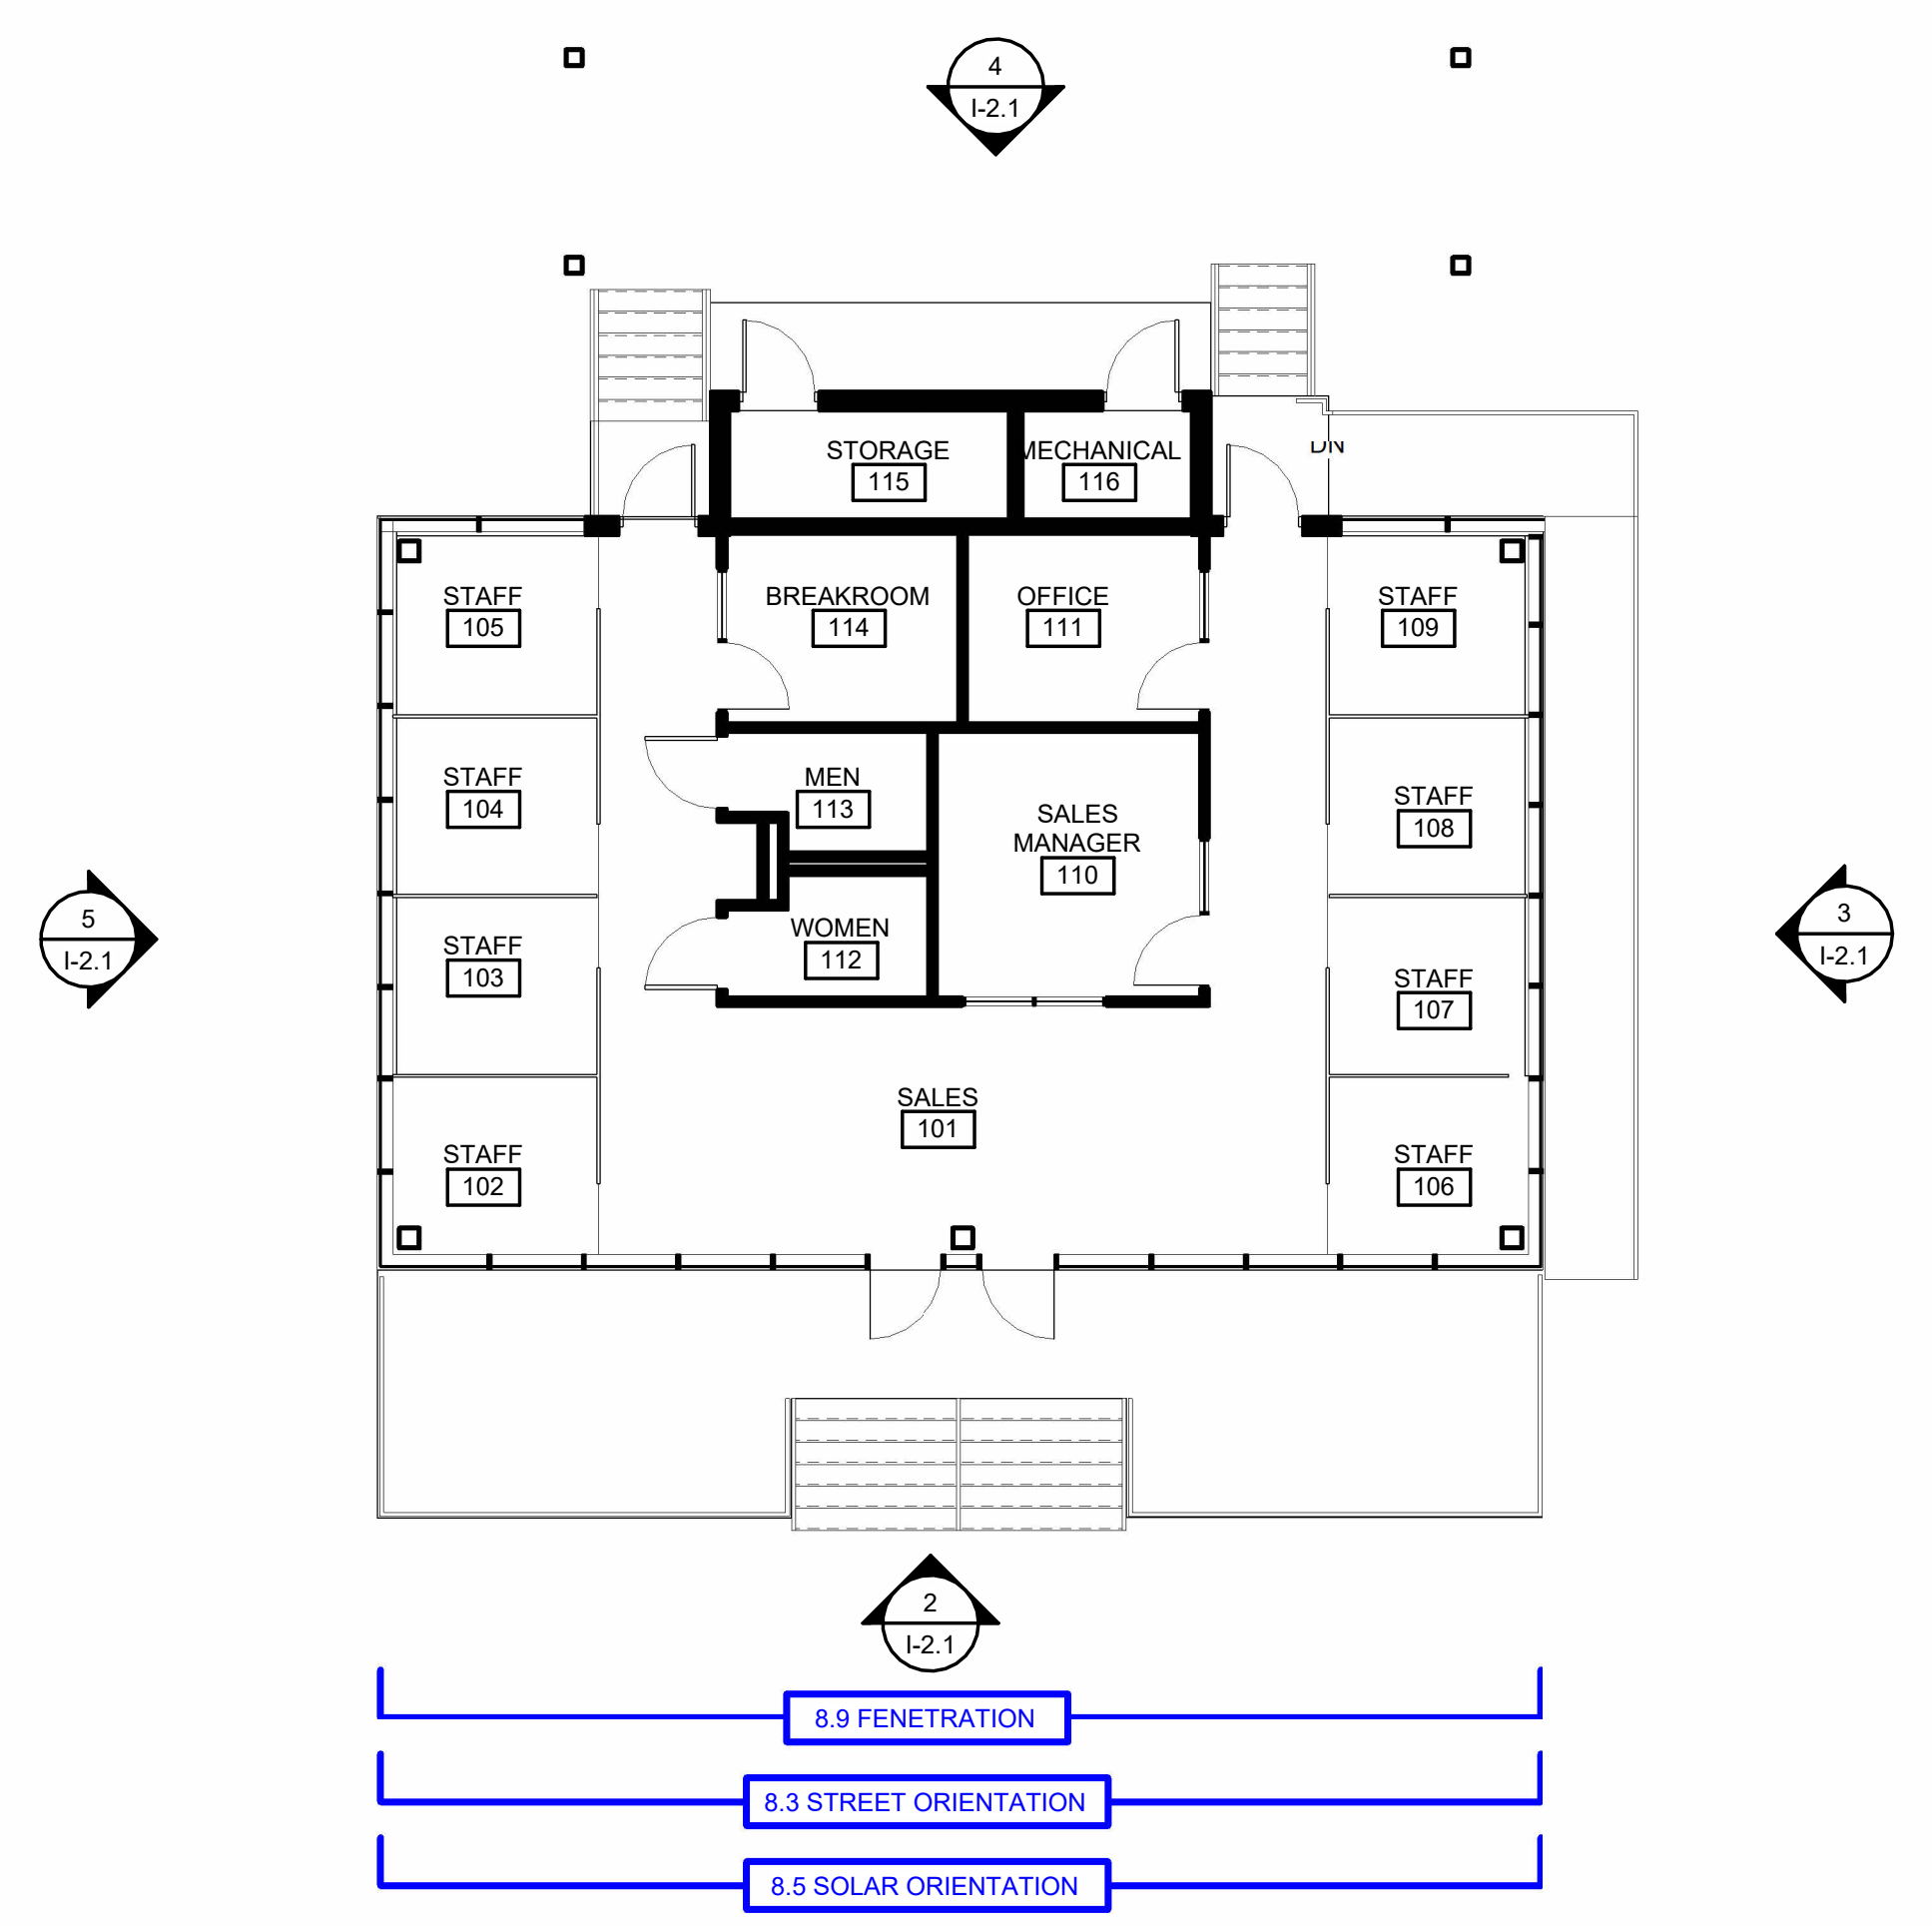 4
I-2.1
DN
STORAGE
115
MECHANICAL
116
STAFF
105
BREAKROOM
114
OFFICE
111
STAFF
109
STAFF
104
MEN
113
SALES
MANAGER
110
STAFF
108
5
I-2.1
3
I-2.1
STAFF
103
WOMEN
112
STAFF
107
SALES
101
STAFF
102
STAFF
106
2
I-2.1
8.9 FENETRATION
8.3 STREET ORIENTATION
8.5 SOLAR ORIENTATION